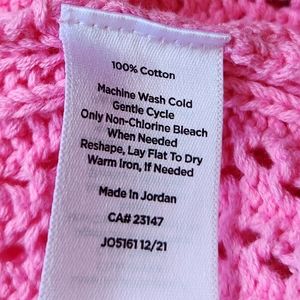 100% Cotton
Machine Wash Cold
Gentle Cycle
Only Non-Chlorine Bleach
When Needed
Reshape, Lay Flat To Dry
Warm Iron, If Needed
Made in Jordan
CA# 23147
JO5161 12/21